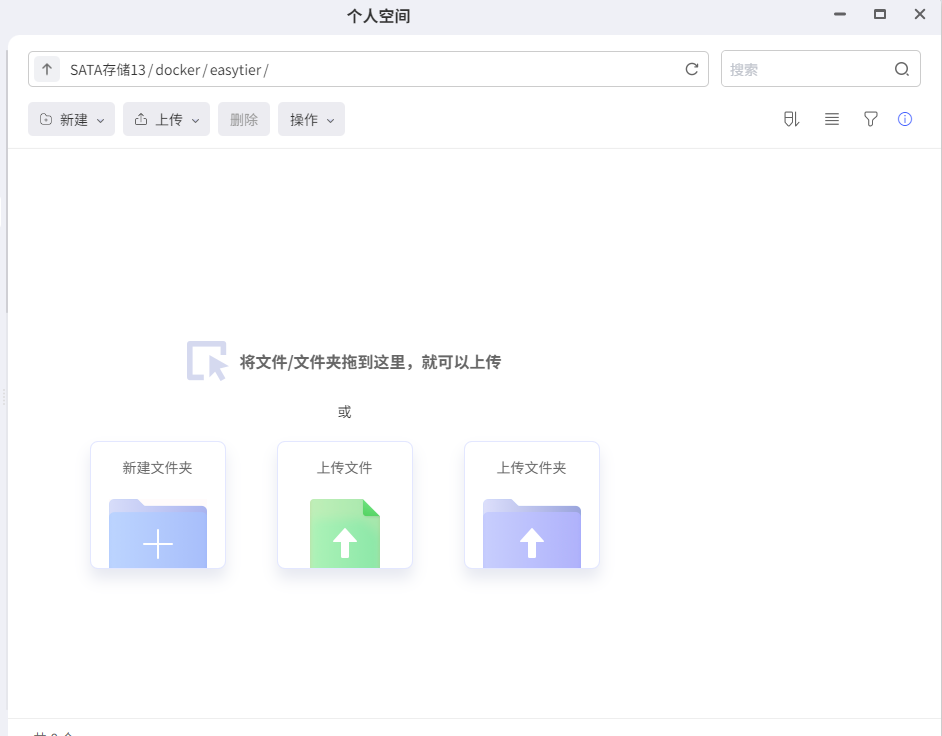 个人空间
SATA存储13/docker/easytier/
搜索
新建 上传 删除 操作
将文件/文件夹拖到这里，就可以上传
或
新建文件夹 上传文件 上传文件夹